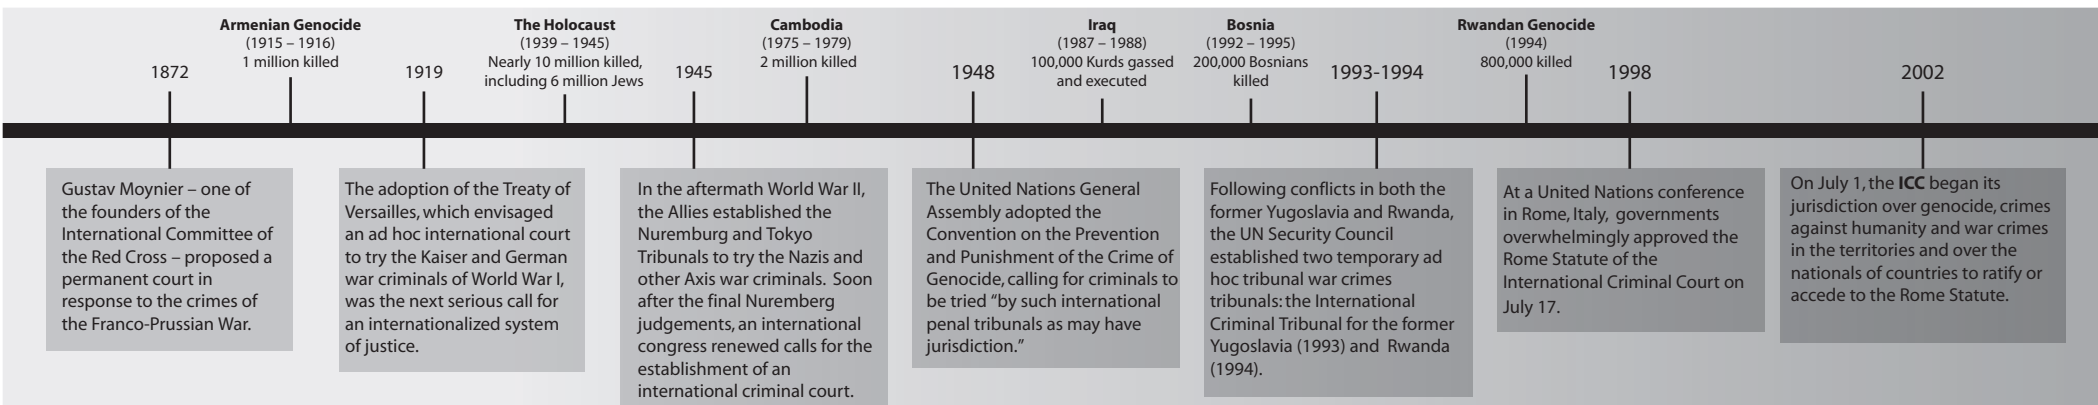 Armenian Genocide
(1915 – 1916)
1 million killed
The Holocaust
(1939 – 1945)
Nearly 10 million killed,
including 6 million Jews
Cambodia
(1975 – 1979)
2 million killed
Iraq
(1987 – 1988)
100,000 Kurds gassed
and executed
Bosnia
(1992 – 1995)
200,000 Bosnians
killed
Rwandan Genocide
(1994)
800,000 killed
1872
Gustav Moynier – one of
the founders of the
International Committee of
the Red Cross – proposed a
permanent court in
response to the crimes of
the Franco-Prussian War.
1919
The adoption of the Treaty of
Versailles, which envisaged
an ad hoc international court
to try the Kaiser and German
war criminals of World War I,
was the next serious call for
an internationalized system
of justice.
1945
In the aftermath World War II,
the Allies established the
Nuremburg and Tokyo
Tribunals to try the Nazis and
other Axis war criminals. Soon
after the final Nuremberg
judgements, an international
congress renewed calls for the
establishment of an
international criminal court.
1948
The United Nations General
Assembly adopted the
Convention on the Prevention
and Punishment of the Crime of
Genocide, calling for criminals to
be tried “by such international
penal tribunals as may have
jurisdiction.”
1993-1994
Following conflicts in both the
former Yugoslavia and Rwanda,
the UN Security Council
established two temporary ad
hoc tribunal war crimes
tribunals: the International
Criminal Tribunal for the former
Yugoslavia (1993) and Rwanda
(1994).
1998
At a United Nations conference
in Rome, Italy, governments
overwhelmingly approved the
Rome Statute of the
International Criminal Court on
July 17.
2002
On July 1, the ICC began its
jurisdiction over genocide, crimes
against humanity and war crimes
in the territories and over the
nationals of countries to ratify or
accede to the Rome Statute.